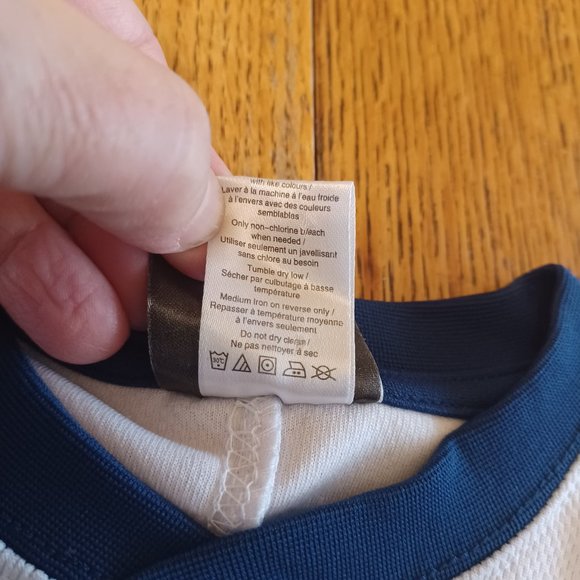 with like colours /
Laver à la machine à l'eau froide
à l'envers avec des couleurs
semblables
Only non-chlorine bleach
when needed /
Utiliser seulement un javellisant
sans chlore au besoin
Tumble dry low /
Sécher par culbutage à basse
température
Medium Iron on reverse only /
Repasser à température moyenne
à l'envers seulement
Do not dry clean /
Ne pas nettoyer à sec
30°C